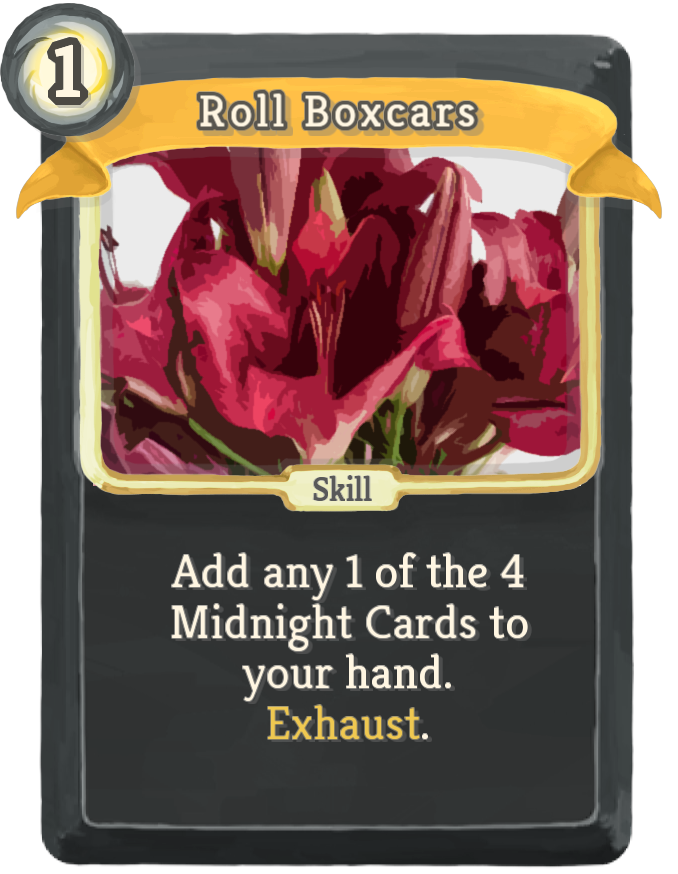 1
Roll Boxcars
Skill
Add any 1 of the 4
Midnight Cards to
your hand.
Exhaust.